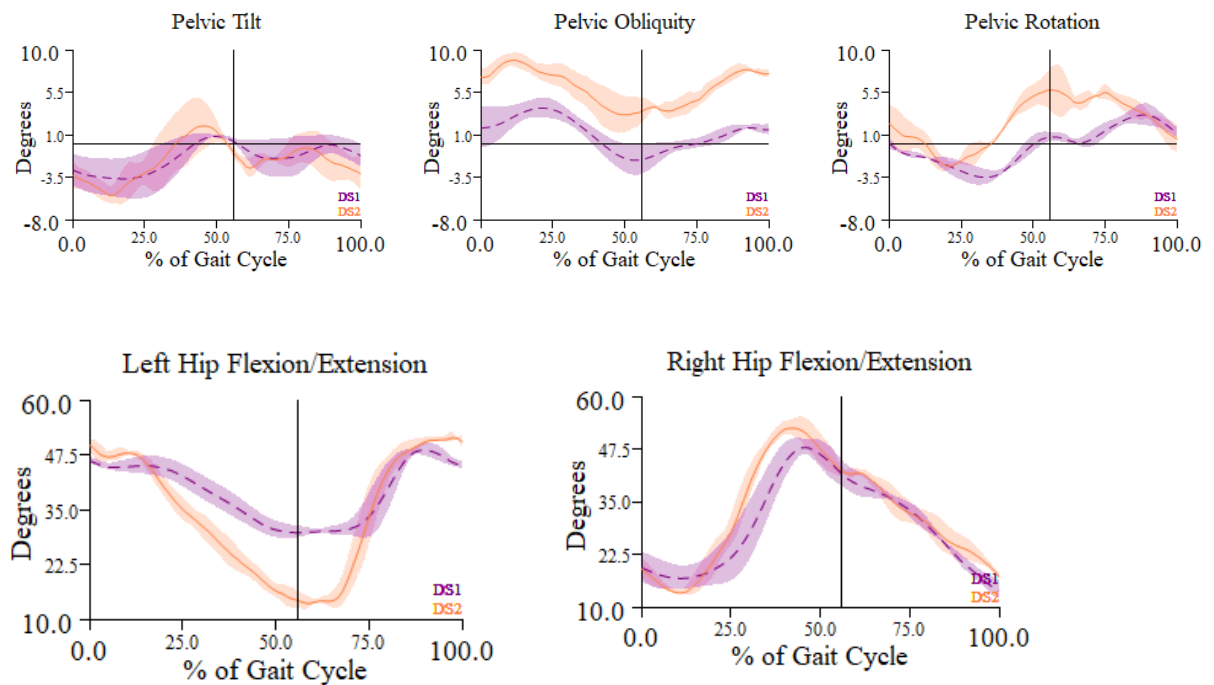 Pelvic Tilt
10.0
5.5
1.0
-3.5
-8.0
Degrees
DS1
DS2
0.0 25.0 50.0 75.0 100.0
% of Gait Cycle
Pelvic Obliquity
10.0
5.5
1.0
-3.5
-8.0
Degrees
DS1
DS2
0.0 25.0 50.0 75.0 100.0
% of Gait Cycle
Pelvic Rotation
10.0
5.5
1.0
-3.5
-8.0
Degrees
DS1
DS2
0.0 25.0 50.0 75.0 100.0
% of Gait Cycle
Left Hip Flexion/Extension
60.0
47.5
35.0
22.5
10.0
Degrees
DS1
DS2
0.0 25.0 50.0 75.0 100.0
% of Gait Cycle
Right Hip Flexion/Extension
60.0
47.5
35.0
22.5
10.0
Degrees
DS1
DS2
0.0 25.0 50.0 75.0 100.0
% of Gait Cycle